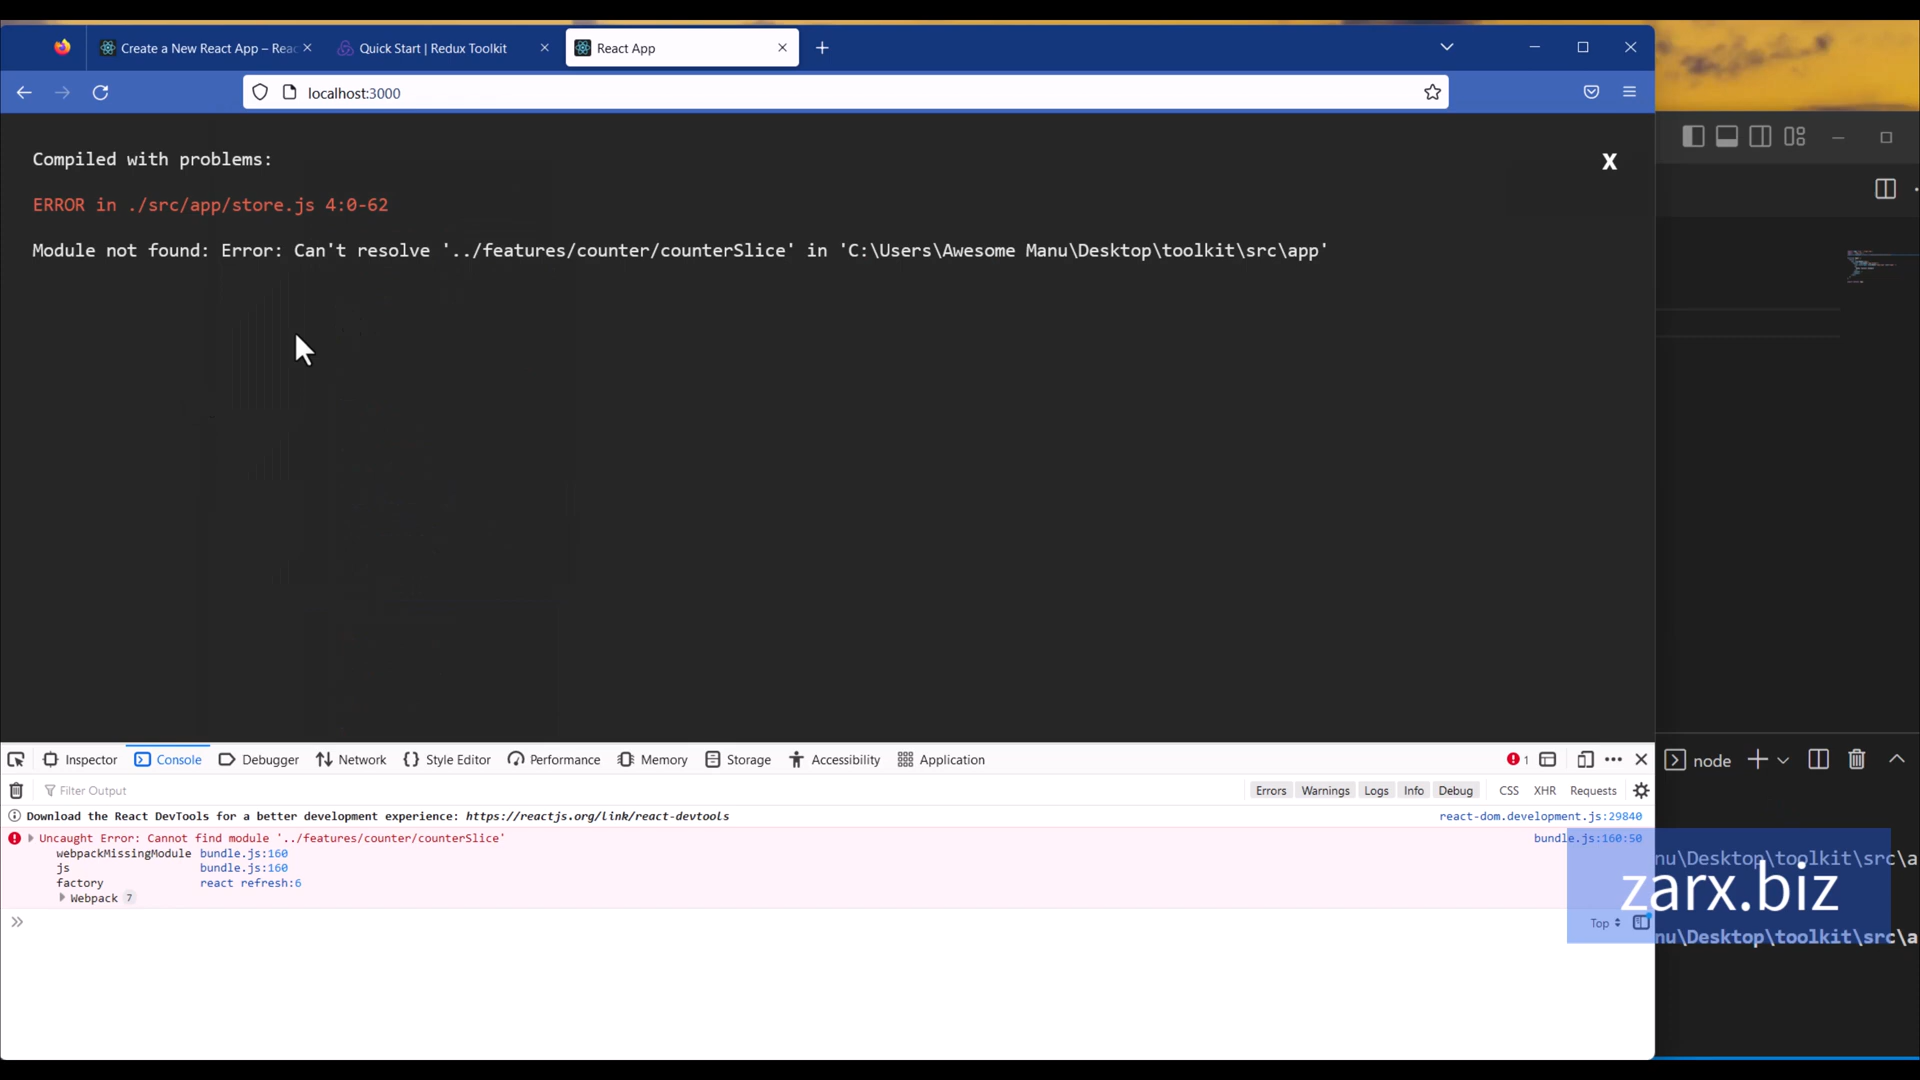 Create a New React App – Reac
Quick Start | Redux Toolkit
React App
localhost:3000
Compiled with problems:
X
ERROR in ./src/app/store.js 4:0-62
Module not found: Error: Can't resolve '../features/counter/counterSlice' in 'C:\Users\Awesome Manu\Desktop\toolkit\src\app'
Inspector Console Debugger Network Style Editor Performance Memory Storage Accessibility Application 1
node
Filter Output Errors Warnings Logs Info Debug CSS XHR Requests
Download the React DevTools for a better development experience: https://reactjs.org/link/react-devtools react-dom.development.js:29840
Uncaught Error: Cannot find module '../features/counter/counterSlice' bundle.js:160:50
webpackMissingModule bundle.js:160
js bundle.js:160
factory react refresh:6
Webpack 7
nu\Desktop\toolkit\src\a
zarx.biz
Top
nu\Desktop\toolkit\src\a